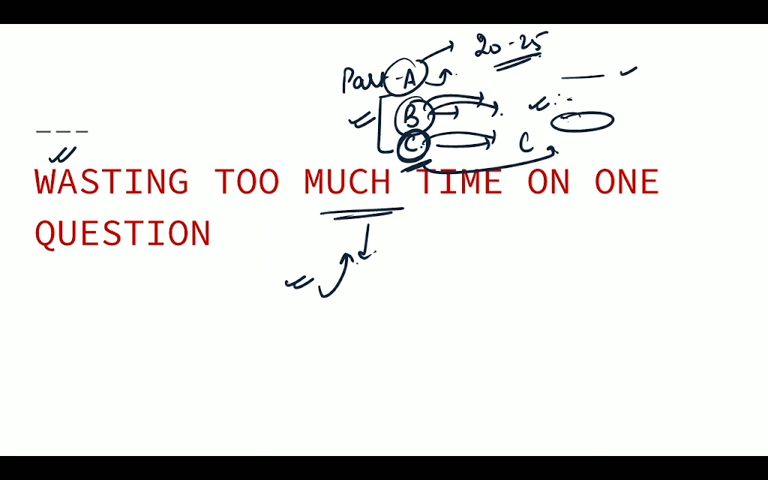 Part-A 20-25
B
C C
WASTING TOO MUCH TIME ON ONE
QUESTION